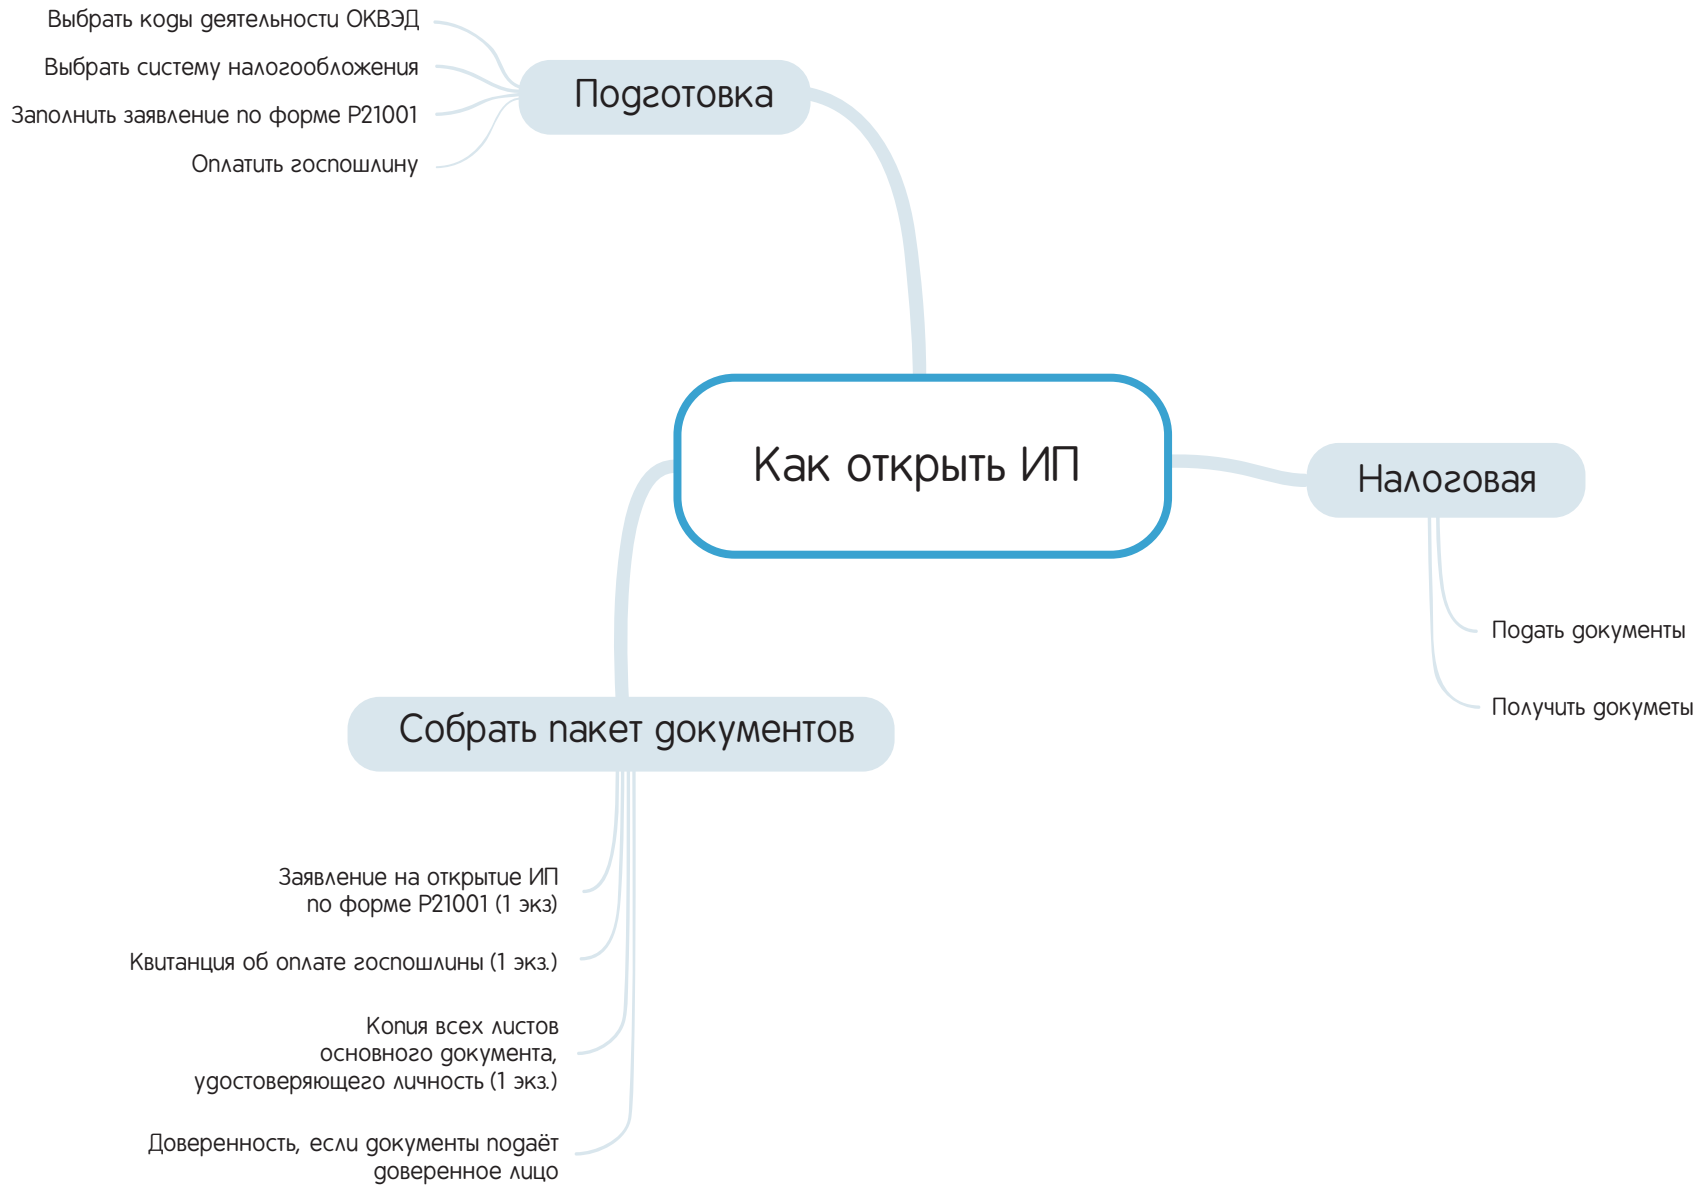 Выбрать коды деятельности ОКВЭД
Выбрать систему налогообложения
Заполнить заявление по форме Р21001
Оплатить госпошлину
Подготовка
Как открыть ИП
Налоговая
Подать документы
Получить докуметы
Собрать пакет документов
Заявление на открытие ИП
по форме Р21001 (1 экз)
Квитанция об оплате госпошлины (1 экз.)
Копия всех листов
основного документа,
удостоверяющего личность (1 экз.)
Доверенность, если документы подаёт
доверенное лицо